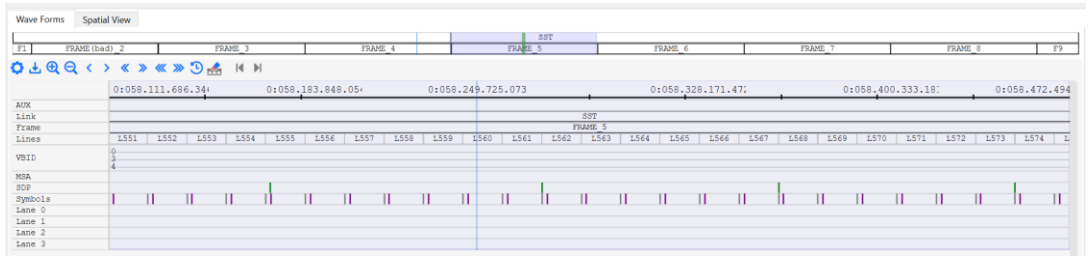 Wave Forms Spatial View
SST
F1 FRAME(bad)_2 FRAME_3 FRAME_4 FRAME_5 FRAME_6 FRAME_7 FRAME_8 F9
0:058.111.686.34 0:058.183.848.05 0:058.249.725.073 0:058.328.171.47 0:058.400.333.18 0:058.472.494
AUX
Link SST
Frame FRAME_5
Lines L551 L552 L553 L554 L555 L556 L557 L558 L559 L560 L561 L562 L563 L564 L565 L566 L567 L568 L569 L570 L571 L572 L573 L574 L
0
VBID 3
4
MSA
SDP
Symbols
Lane 0
Lane 1
Lane 2
Lane 3